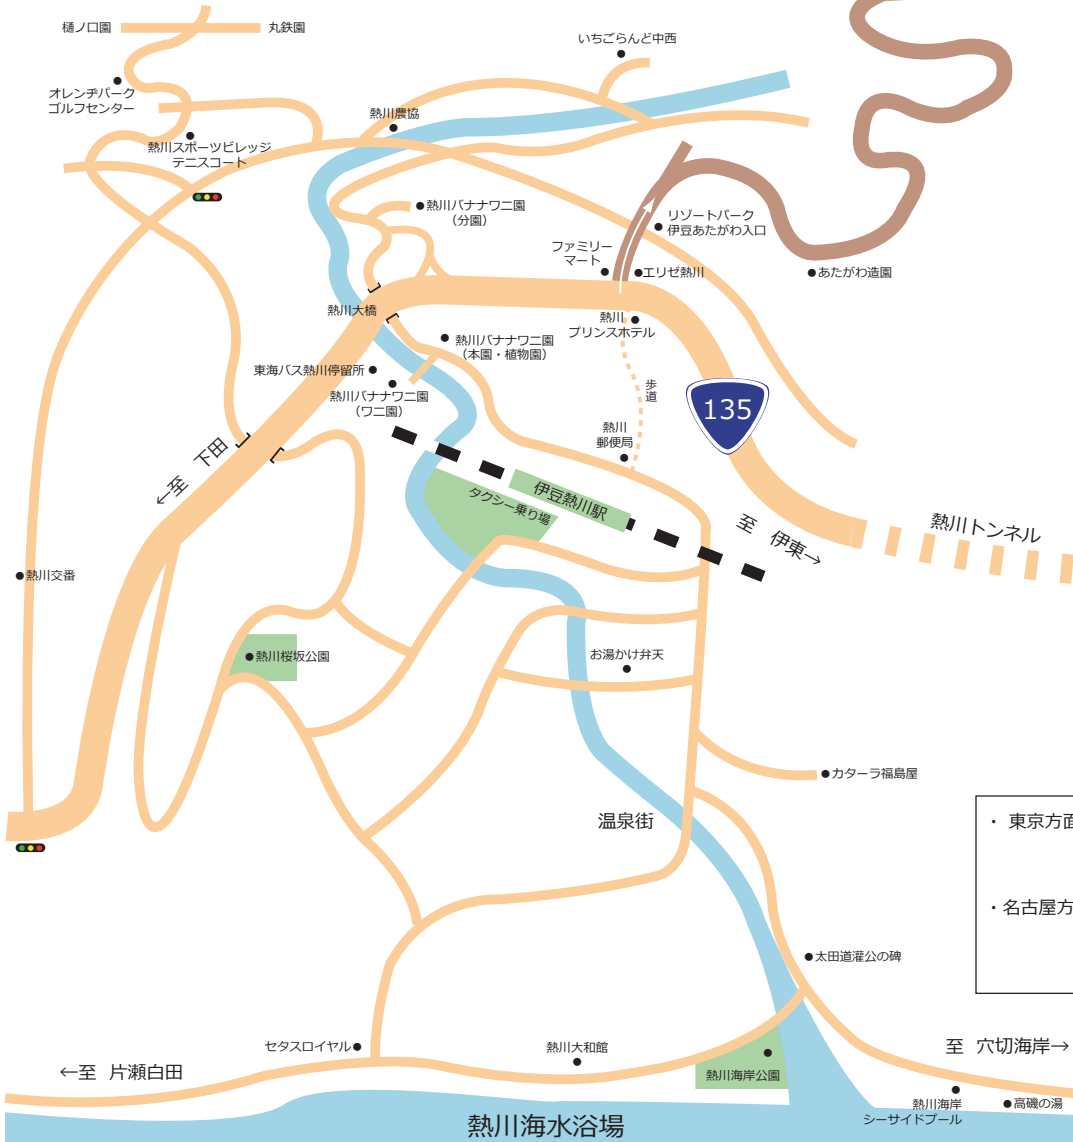 樋ノ口園
丸鉄園
いちごらんど中西
オレンヂパーク
ゴルフセンター
熱川農協
熱川スポーツビレッジ
テニスコート
熱川バナナワニ園
（分園）
リゾートパーク
伊豆あたがわ入口
ファミリー
マート
エリゼ熱川
あたがわ造園
熱川大橋
熱川
プリンスホテル
熱川バナナワニ園
（本園・植物園）
東海バス熱川停留所
熱川バナナワニ園
（ワニ園）
歩道
135
熱川
郵便局
←至 下田
伊豆熱川駅
タクシー乗り場
至 伊東→
熱川トンネル
熱川交番
熱川桜坂公園
お湯かけ弁天
カターラ福島屋
温泉街
・ 東京方面
・名古屋方
太田道灌公の碑
セタスロイヤル
熱川大和館
至 穴切海岸→
←至 片瀬白田
熱川海岸公園
熱川海岸
シーサイドプール
高磯の湯
熱川海水浴場